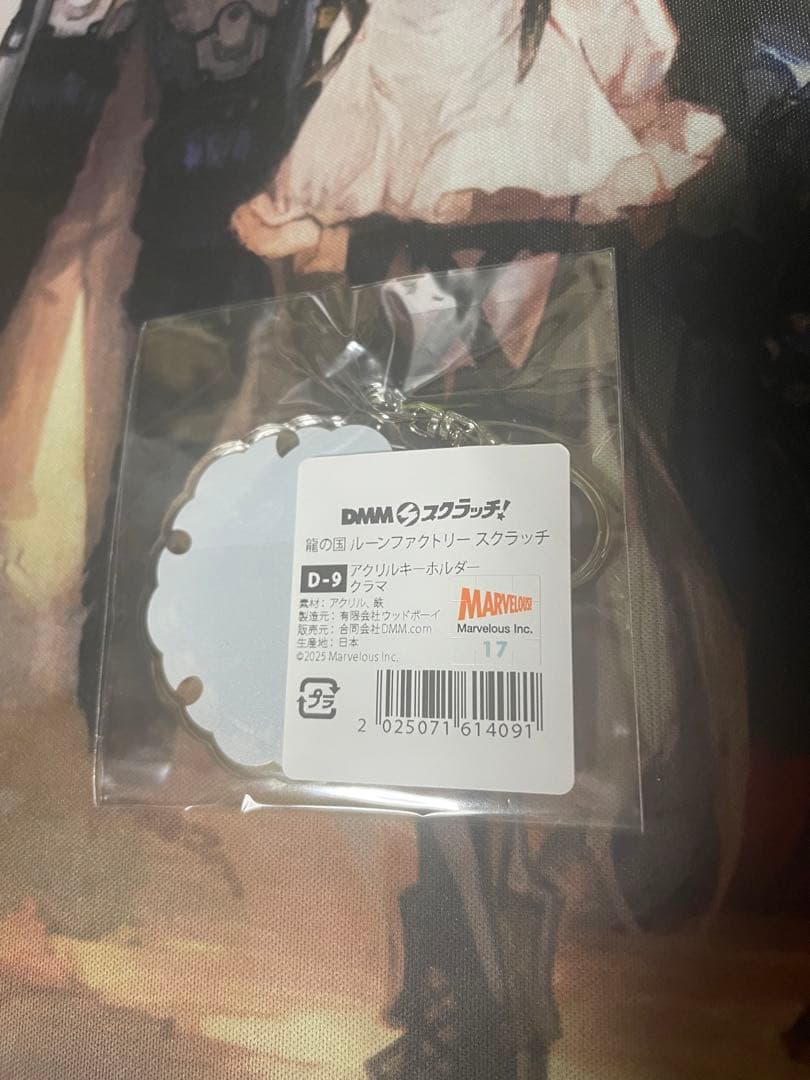 DMMスクラッチ!
龍の国 ルーンファクトリー スクラッチ
D-9 アクリルキーホルダー
クラマ
素材：アクリル、鉄
製造元：有限会社ウッドボーイ
販売元：合同会社DMM.com
生産地：日本
©2025 Marvelous Inc.
MARVELOUS!
Marvelous Inc.
17
プラ
2 025071 614091